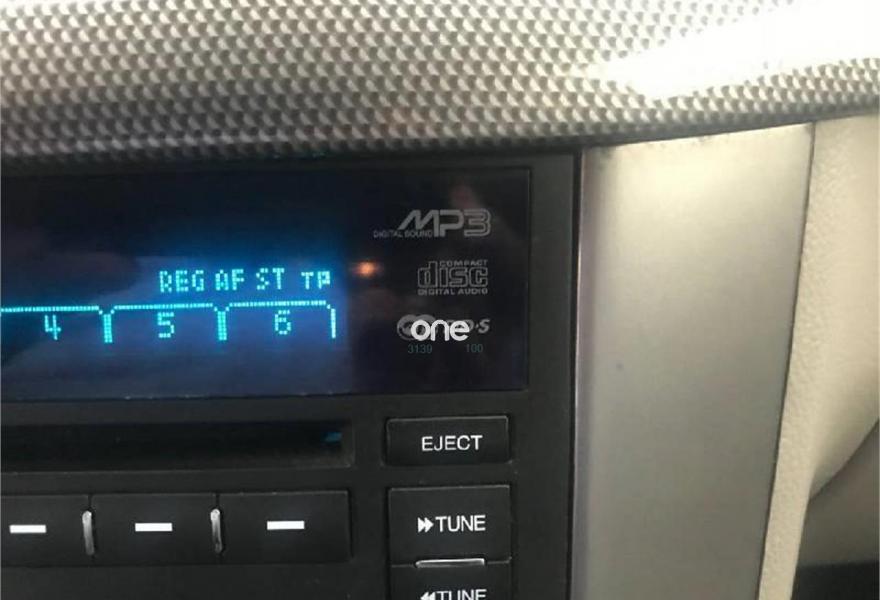 MP3
DIGITAL SOUND
REG AF ST TP
COMPACT
disc
DIGITAL AUDIO
4 5 6
one
3139 100
EJECT
TUNE
TUNE